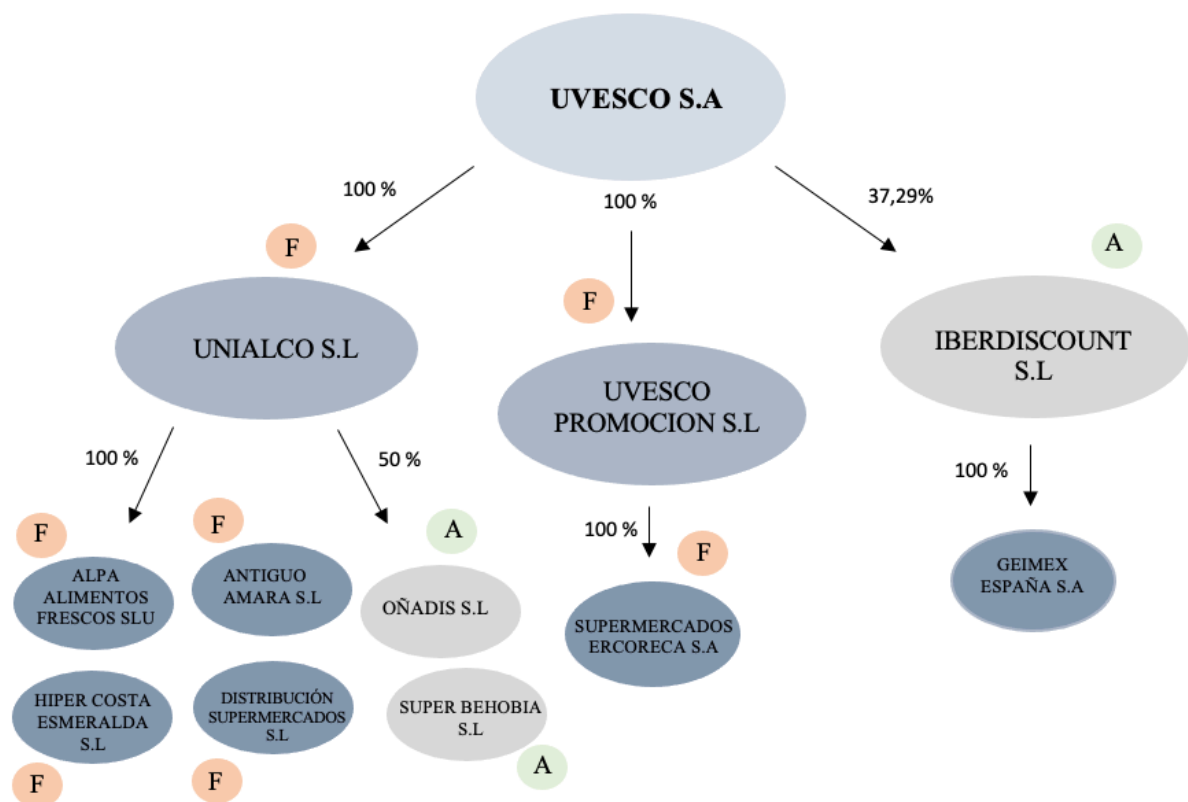 UVESCO S.A
100 %
100 %
37,29%
F
A
F
UNIALCO S.L
IBERDISCOUNT
S.L
UVESCO
PROMOCION S.L
100 %
50 %
100 %
100 %
F
F
A
F
ALPA
ALIMENTOS
FRESCOS SLU
ANTIGUO
AMARA S.L
OÑADIS S.L
SUPERMERCADOS
ERCORECA S.A
GEIMEX
ESPAÑA S.A
HIPER COSTA
ESMERALDA
S.L
DISTRIBUCIÓN
SUPERMERCADOS
S.L
SUPER BEHOBIA
S.L
F
F
A